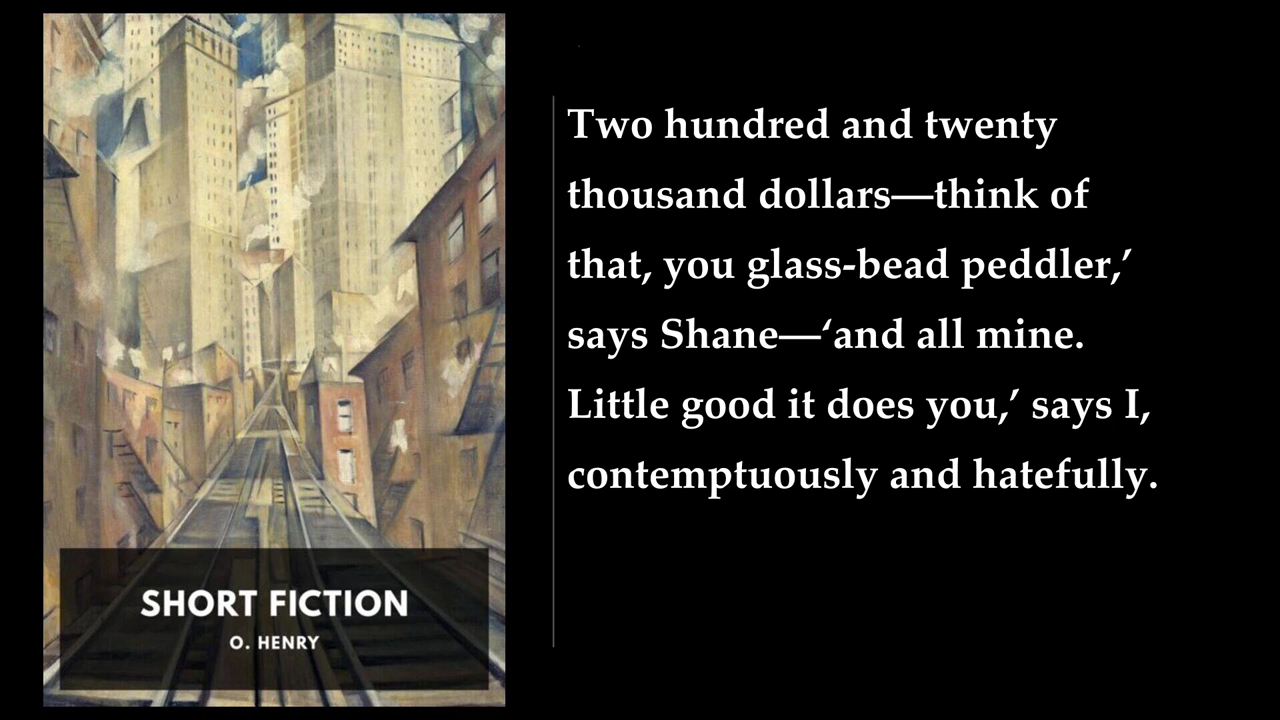 SHORT FICTION
O. HENRY
Two hundred and twenty
thousand dollars—think of
that, you glass-bead peddler,’
says Shane—‘and all mine.
Little good it does you,’ says I,
contemptuously and hatefully.